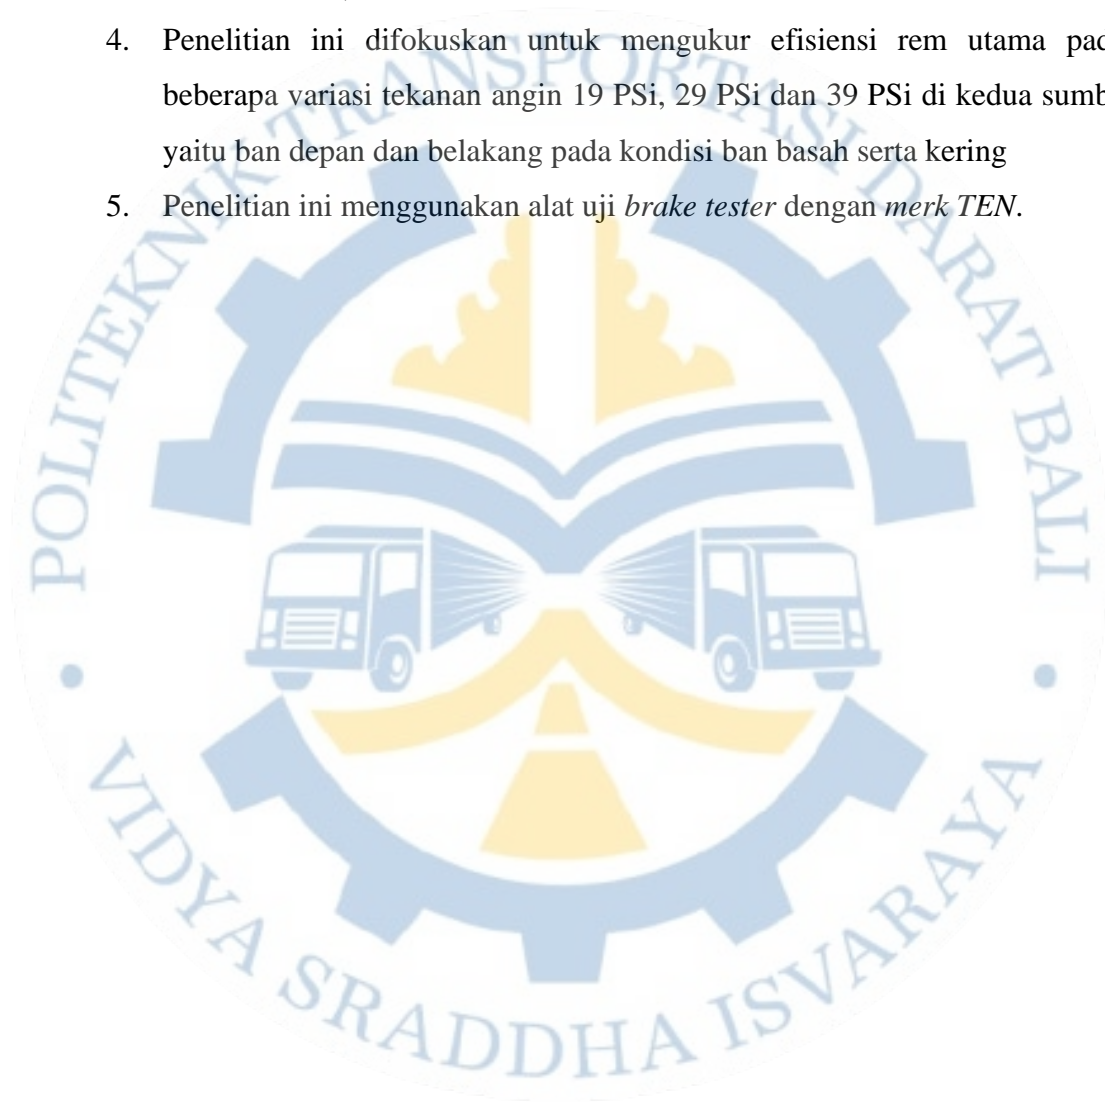 4. Penelitian ini difokuskan untuk mengukur efisiensi rem utama
beberapa variasi tekanan angin 19 PSi, 29 PSi dan 39 PSi di kedua
yaitu ban depan dan belakang pada kondisi ban basah serta kering
5. Penelitian ini menggunakan alat uji brake tester dengan merk TEN.
POLITEKNIK TRANSPORTASI DARAT BALI
VIDYA SRADDHA ISVARAYA